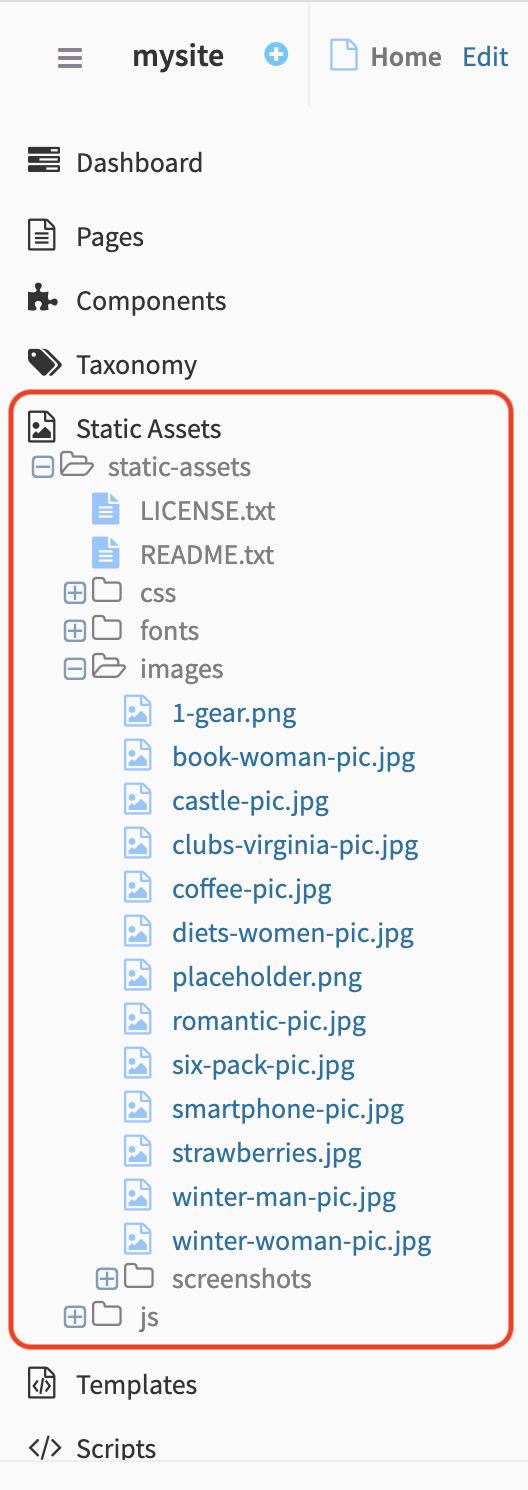 mysite Home Edit
Dashboard
Pages
Components
Taxonomy
Static Assets
static-assets
LICENSE.txt
README.txt
css
fonts
images
1-gear.png
book-woman-pic.jpg
castle-pic.jpg
clubs-virginia-pic.jpg
coffee-pic.jpg
diets-women-pic.jpg
placeholder.png
romantic-pic.jpg
six-pack-pic.jpg
smartphone-pic.jpg
strawberries.jpg
winter-man-pic.jpg
winter-woman-pic.jpg
screenshots
js
Templates
Scripts